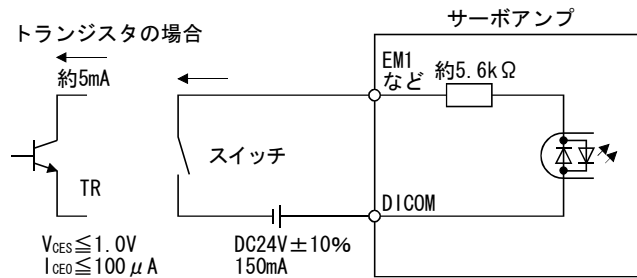 サーボアンプ
トランジスタの場合
約5mA
EM1
など
約5.6kΩ
スイッチ
TR
DICOM
VCES≦1.0V
ICEO≦100μA
DC24V±10%
150mA